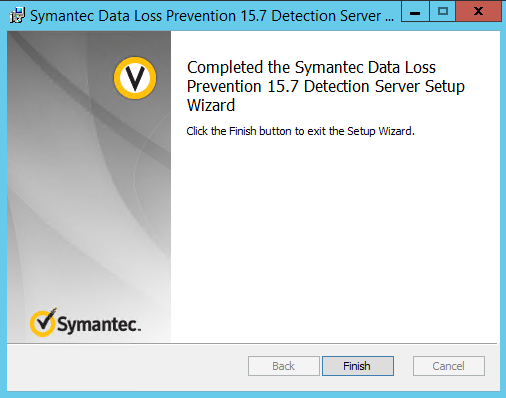 Symantec Data Loss Prevention 15.7 Detection Server ...
Completed the Symantec Data Loss
Prevention 15.7 Detection Server Setup
Wizard
Click the Finish button to exit the Setup Wizard.
Symantec.
Back
Finish
Cancel